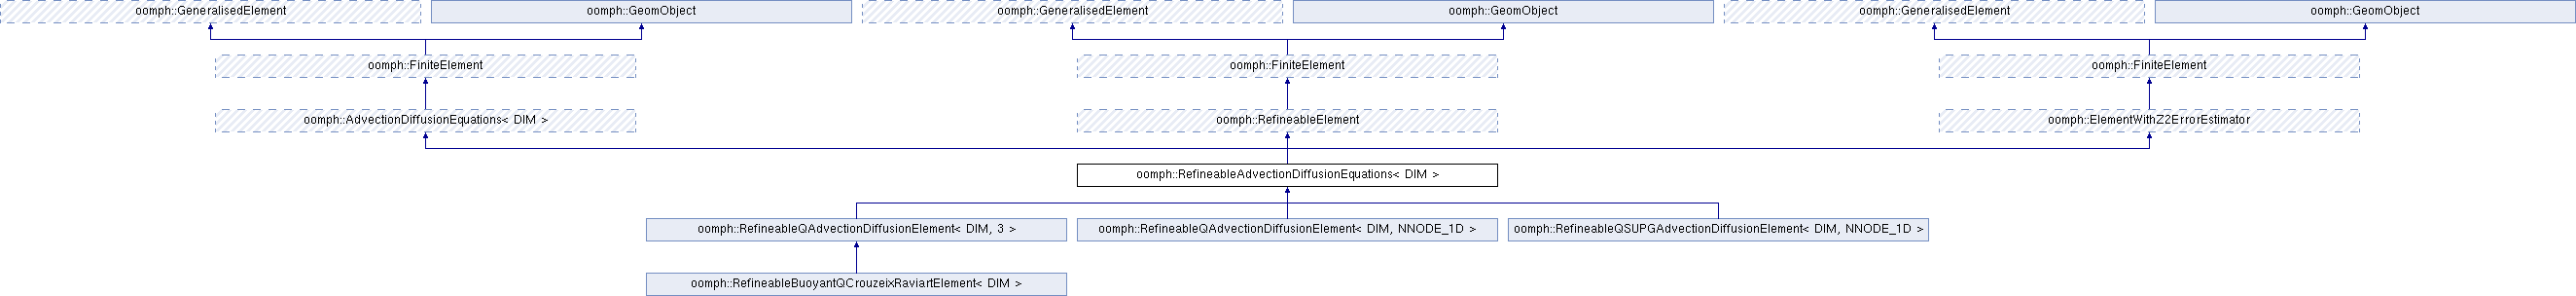 oomph::GeneralisedElement
oomph::GeomObject
oomph::GeneralisedElement
oomph::GeomObject
oomph::GeneralisedElement
oomph::GeomObject
oomph::FiniteElement
oomph::FiniteElement
oomph::FiniteElement
oomph::AdvectionDiffusionEquations< DIM >
oomph::RefineableElement
oomph::ElementWithZ2ErrorEstimator
oomph::RefineableAdvectionDiffusionEquations< DIM >
oomph::RefineableQAdvectionDiffusionElement< DIM, 3 >
oomph::RefineableQAdvectionDiffusionElement< DIM, NNODE_1D >
oomph::RefineableQSUPGAdvectionDiffusionElement< DIM, NNODE_1D >
oomph::RefineableBuoyantQCrouzeixRaviartElement< DIM >